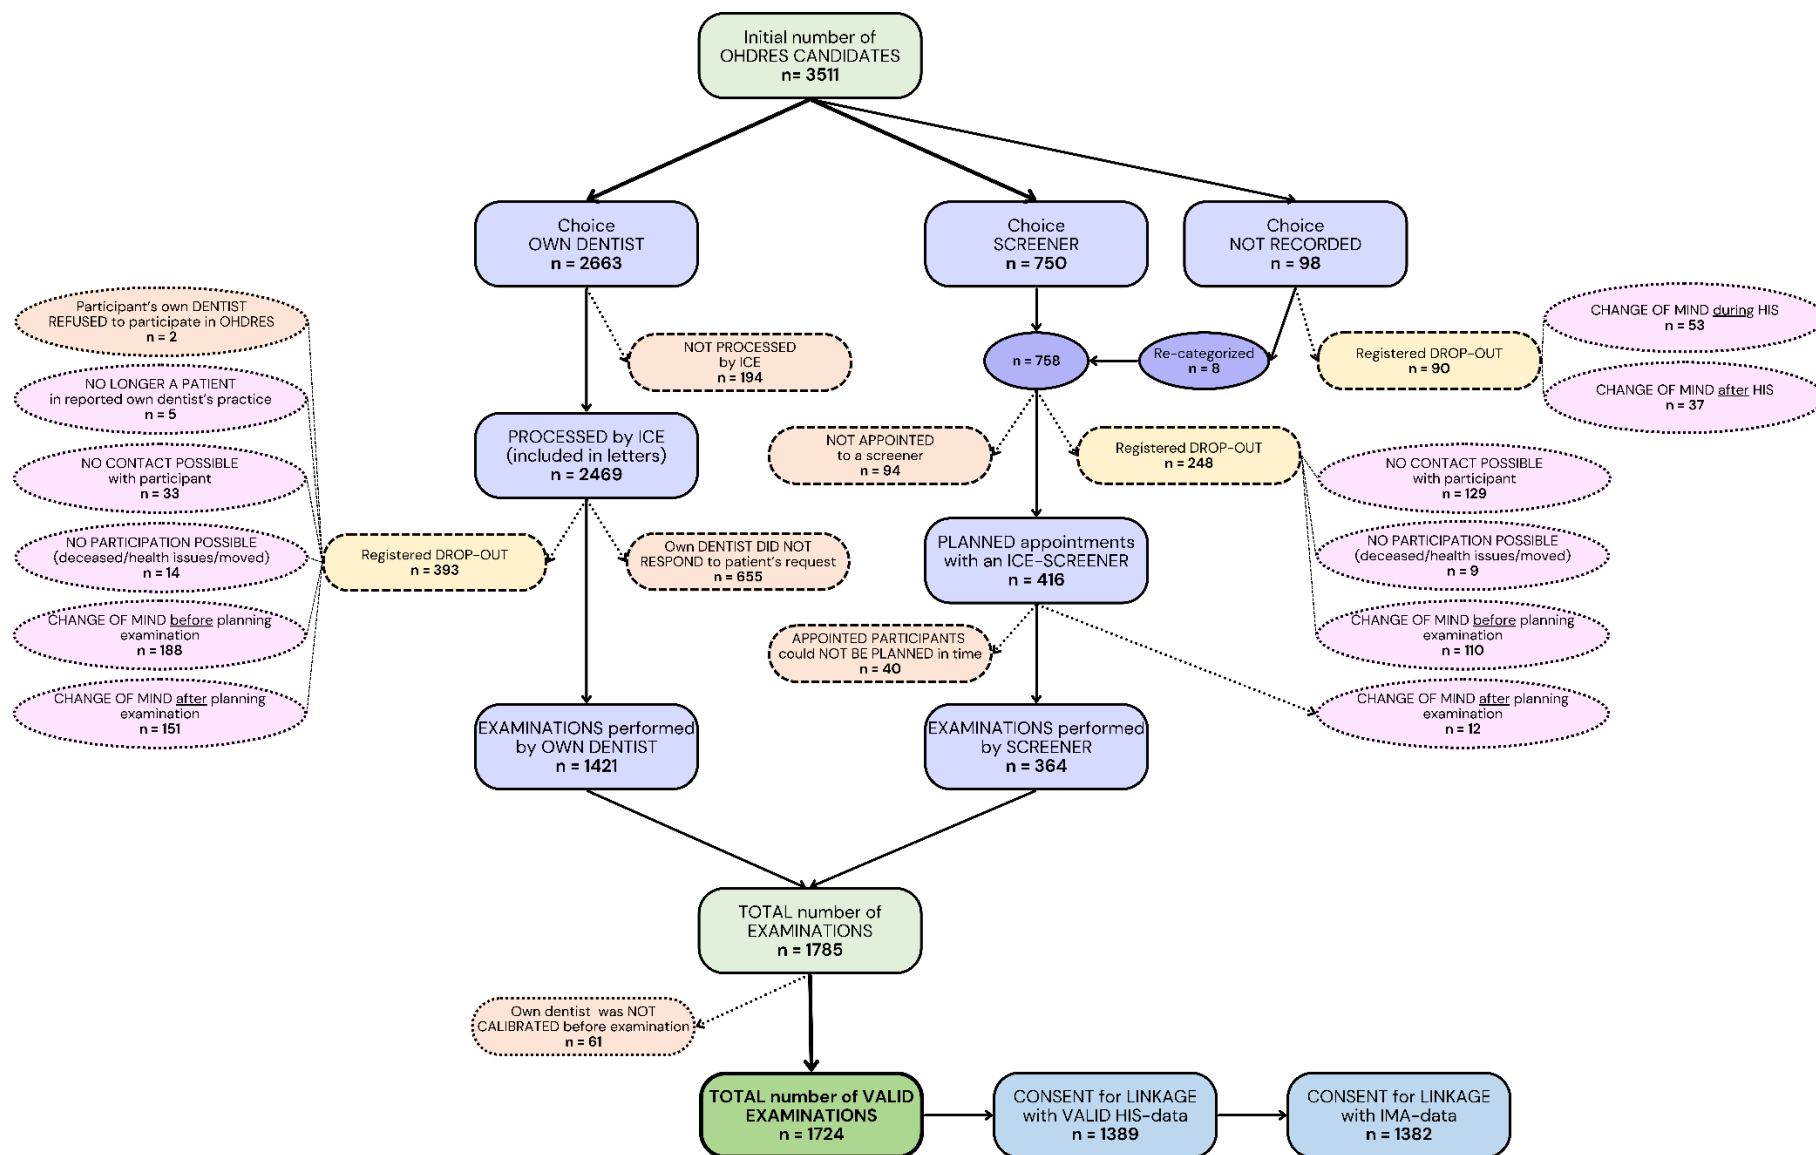 Initial number of
OHDRES CANDIDATES
n= 3511
Choice
OWN DENTIST
n = 2663
Choice
SCREENER
n = 750
Choice
NOT RECORDED
n = 98
Participant's own DENTIST
REFUSED to participate in OHDRES
n = 2
NO LONGER A PATIENT
in reported own dentist's practice
n = 5
NO CONTACT POSSIBLE
with participant
n = 33
NO PARTICIPATION POSSIBLE
(deceased/health issues/moved)
n = 14
CHANGE OF MIND before planning
examination
n = 188
CHANGE OF MIND after planning
examination
n = 151
Registered DROP-OUT
n = 393
NOT PROCESSED
by ICE
n = 194
PROCESSED by ICE
(included in letters)
n = 2469
Own DENTIST DID NOT
RESPOND to patient's request
n = 655
EXAMINATIONS performed
by OWN DENTIST
n = 1421
n = 758
Re-categorized
n = 8
Registered DROP-OUT
n = 90
CHANGE OF MIND during HIS
n = 53
CHANGE OF MIND after HIS
n = 37
NOT APPOINTED
to a screener
n = 94
Registered DROP-OUT
n = 248
NO CONTACT POSSIBLE
with participant
n = 129
NO PARTICIPATION POSSIBLE
(deceased/health issues/moved)
n = 9
CHANGE OF MIND before planning
examination
n = 110
PLANNED appointments
with an ICE-SCREENER
n = 416
APPOINTED PARTICIPANTS
could NOT BE PLANNED in time
n = 40
CHANGE OF MIND after planning
examination
n = 12
EXAMINATIONS performed
by SCREENER
n = 364
TOTAL number of
EXAMINATIONS
n = 1785
Own dentist was NOT
CALIBRATED before examination
n = 61
TOTAL number of VALID
EXAMINATIONS
n = 1724
CONSENT for LINKAGE
with VALID HIS-data
n = 1389
CONSENT for LINKAGE
with IMA-data
n = 1382